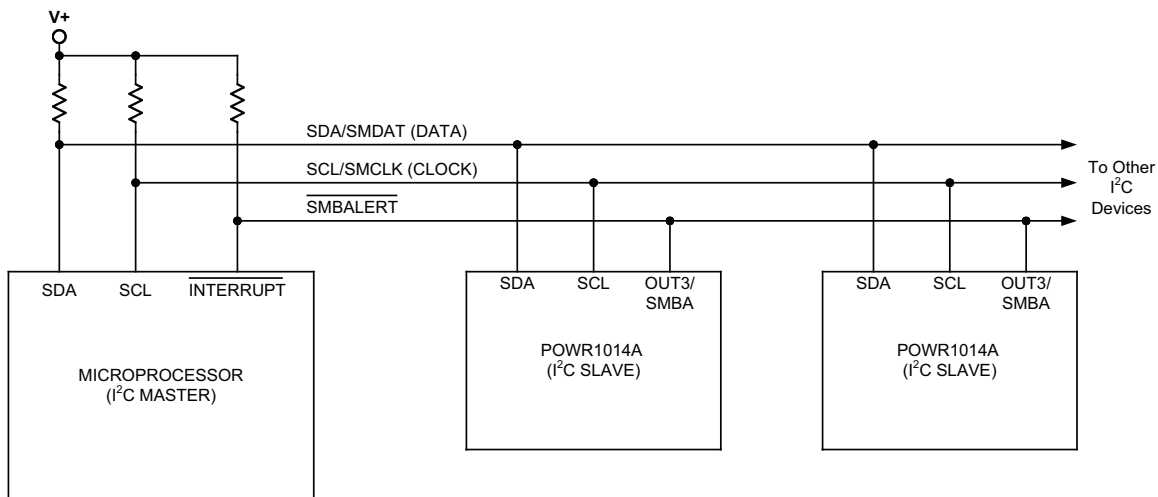 V+
SDA/SMDAT (DATA)
SCL/SMCLK (CLOCK)
SMBALERT
To Other
I²C
Devices
SDA SCL INTERRUPT
MICROPROCESSOR
(I²C MASTER)
SDA SCL OUT3/
SMBA
POWR1014A
(I²C SLAVE)
SDA SCL OUT3/
SMBA
POWR1014A
(I²C SLAVE)